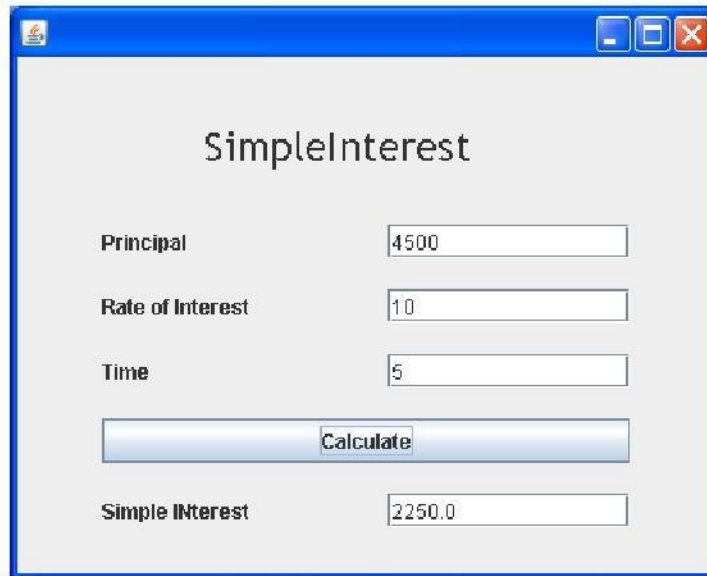 SimpleInterest
Principal 4500
Rate of Interest 10
Time 5
Calculate
Simple INterest 2250.0